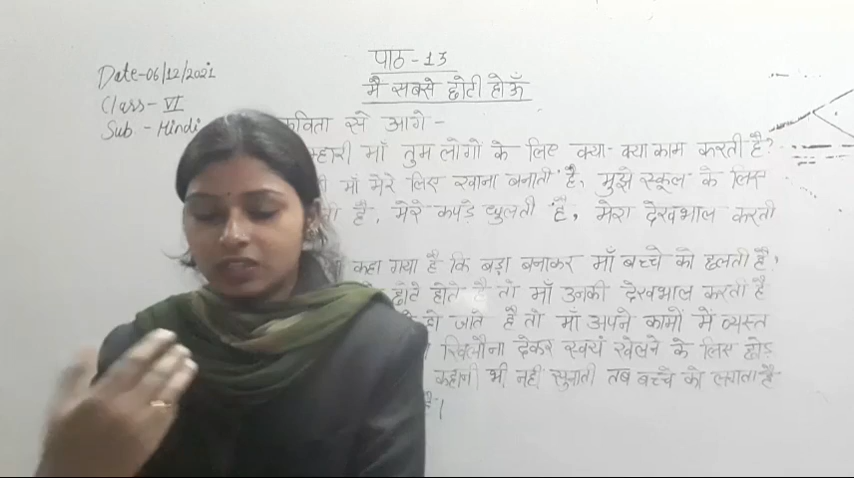 Date-06/12/2021
Class-VI
Sub - Hindi
पाठ-13
मैं सबसे छोटी होऊँ
कविता से आगे -
म्हारी माँ तुम लोगो के लिए क्या- क्या काम करती है?
माँ मेरे लिए खाना बनाती है, मुझे स्कूल के लिए
है, मेरे कपड़े धुलती है, मेरा देखभाल करती
कहा गया है कि बड़ा बनाकर माँ बच्चे को छलती है,
छोटे होते है तो माँ उनकी देखभाल करती है
हो जाते है तो माँ अपने कामों में व्यस्त
खिलौना देकर स्वयं खेलने के लिए छोड़
कहानी भी नहीं सुनाती तब बच्चे को लगता है
है।